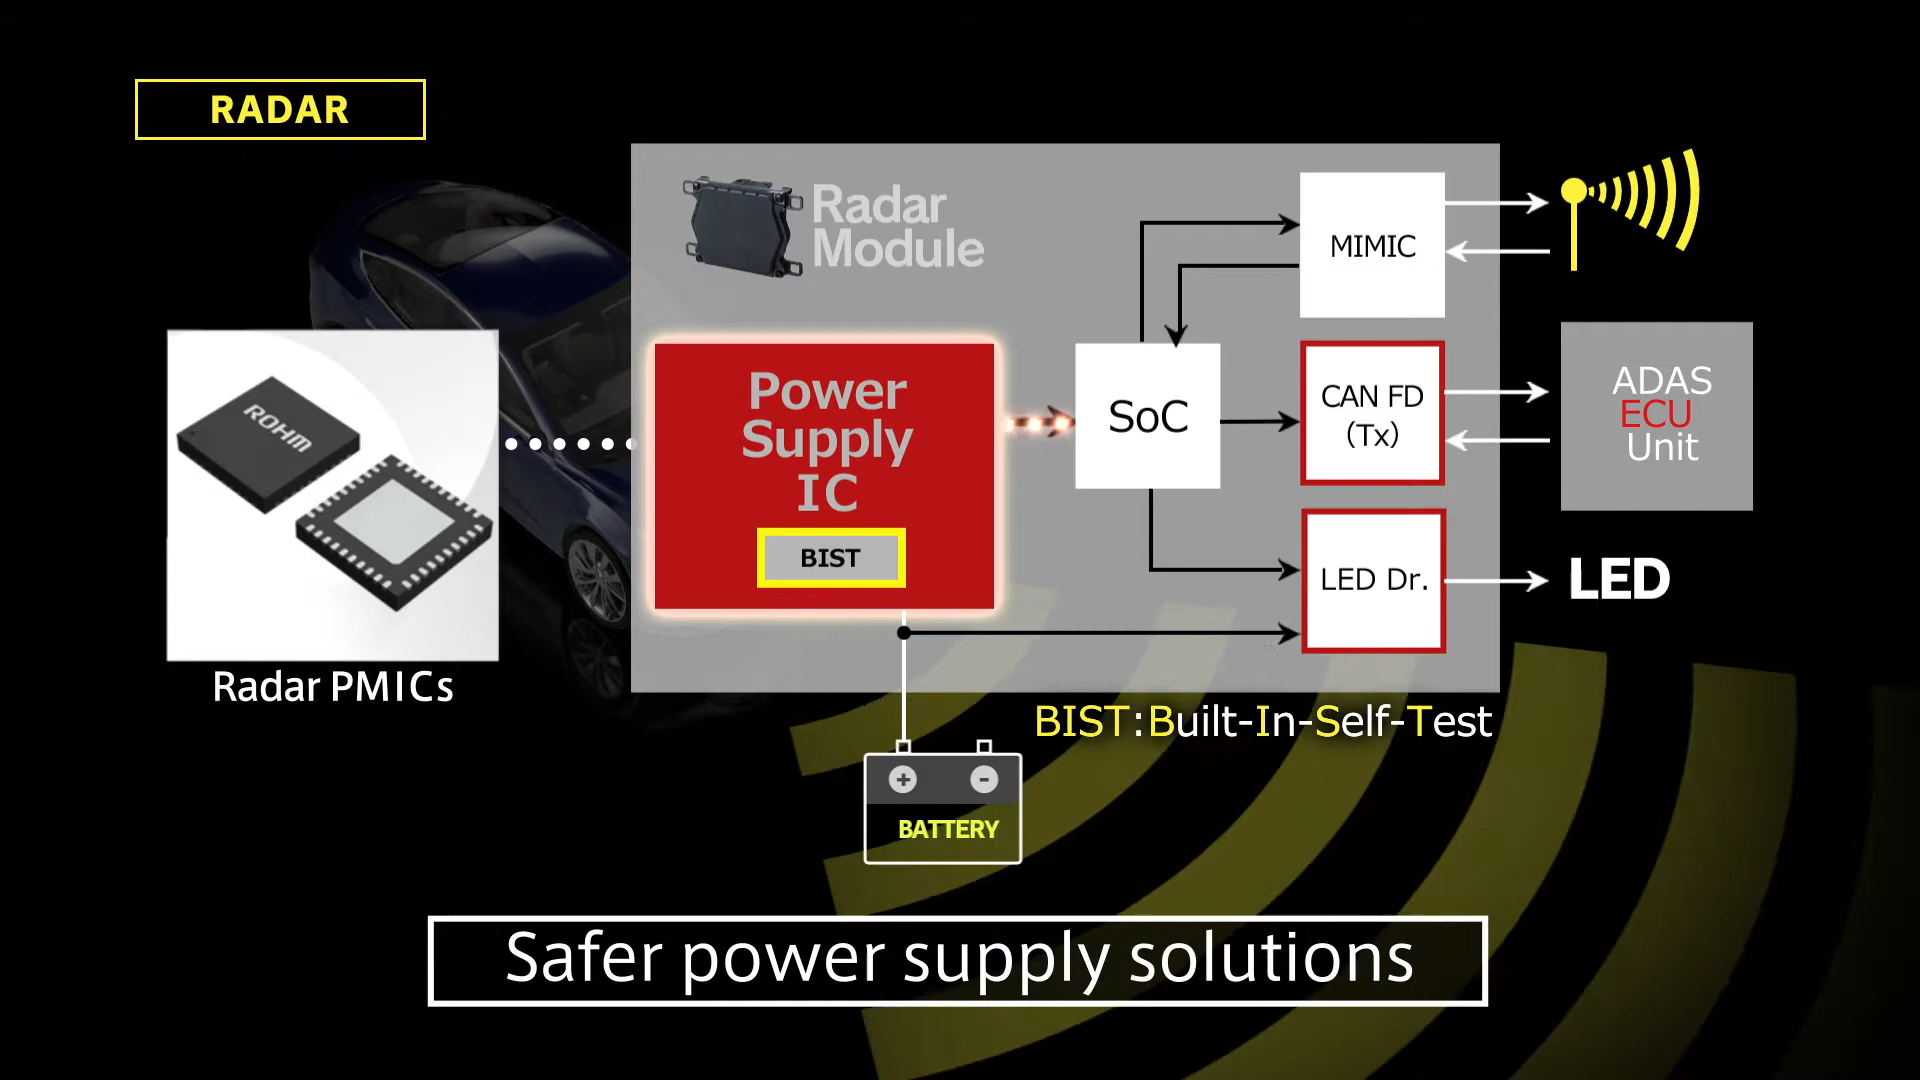 RADAR
Radar
Module
MIMIC
ROHM
Power
Supply
IC
BIST
SoC
CAN FD
(Tx)
ADAS
ECU
Unit
LED Dr.
LED
Radar PMICs
BIST:Built-In-Self-Test
+ -
BATTERY
Safer power supply solutions